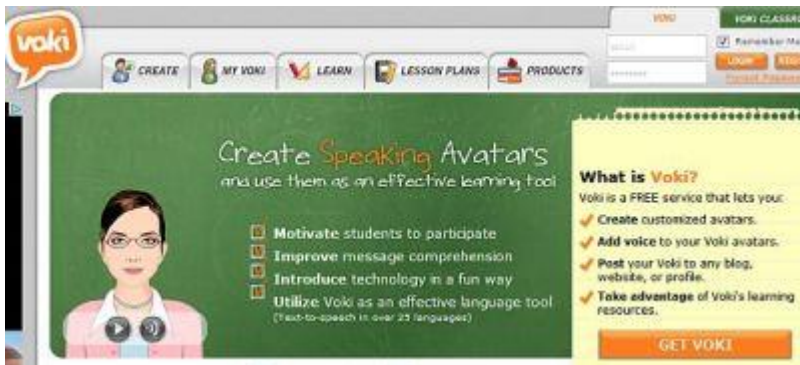 voki
VOKI
VOKI CLASSR
CREATE
MY VOKI
LEARN
LESSON PLANS
PRODUCTS
Remember Me
LOGIN
Create Speaking Avatars
and use them as an effective learning tool
Motivate students to participate
Improve message comprehension
Introduce technology in a fun way
Utilize Voki as an effective language tool
(Text-to-speech in over 25 languages)
What is Voki?
Voki is a FREE service that lets you:
Create customized avatars.
Add voice to your Voki avatars.
Post your Voki to any blog,
website, or profile.
Take advantage of Voki's learning
resources.
GET VOKI